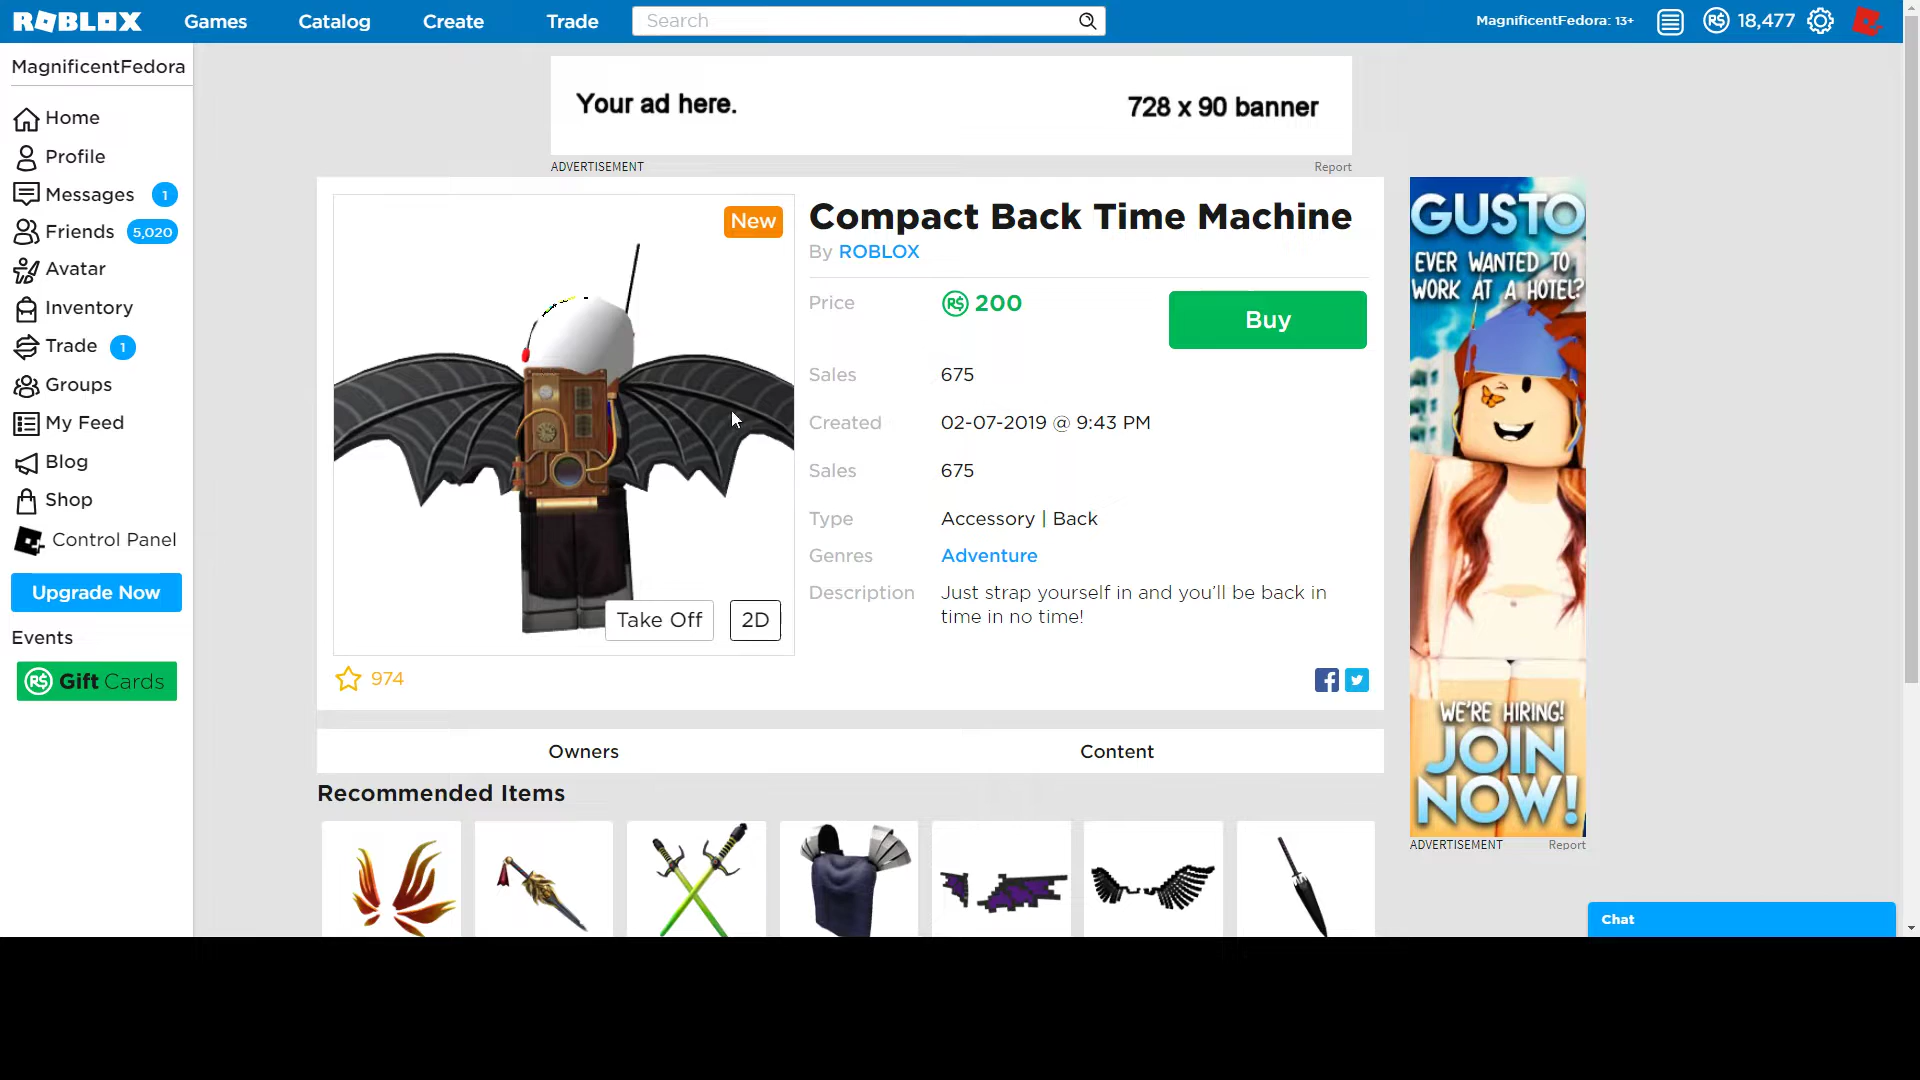 ROBLOX Games Catalog Create Trade Search MagnificentFedora: 13+ R$ 18,477
MagnificentFedora
Home
Profile
Messages 1
Friends 5,020
Avatar
Inventory
Trade 1
Groups
My Feed
Blog
Shop
Control Panel
Upgrade Now
Events
R$ Gift Cards
Your ad here. 728 x 90 banner
ADVERTISEMENT Report
New
Take Off 2D
974
Compact Back Time Machine
By ROBLOX
Price R$ 200 Buy
Sales 675
Created 02-07-2019 @ 9:43 PM
Sales 675
Type Accessory | Back
Genres Adventure
Description Just strap yourself in and you’ll be back in
time in no time!
Owners Content
Recommended Items
GUSTO
EVER WANTED TO
WORK AT A HOTEL?
WE'RE HIRING!
JOIN
NOW!
ADVERTISEMENT Report
Chat